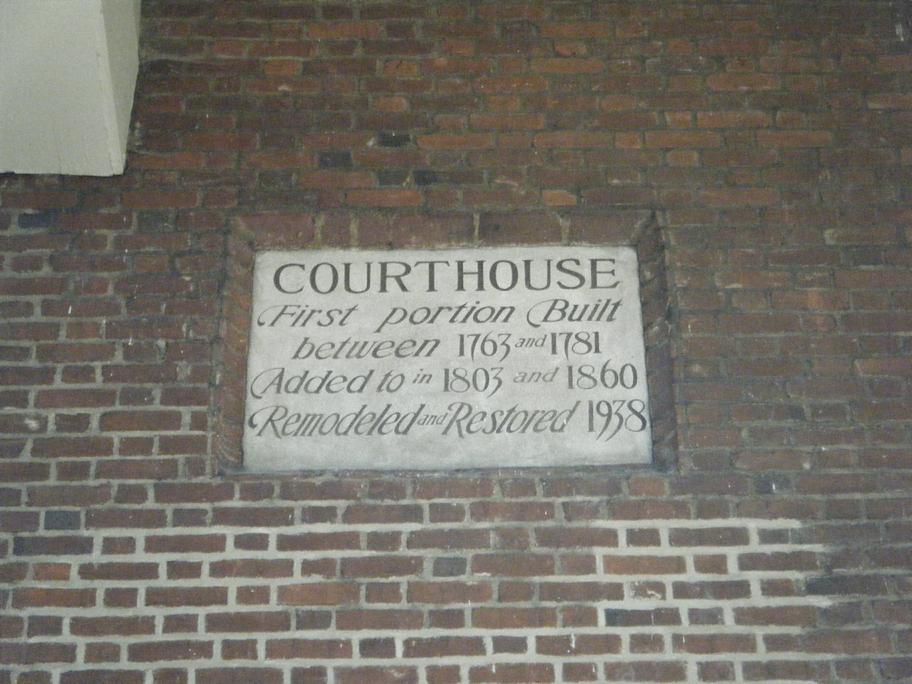 COURTHOUSE
First portion Built
between 1763 and 1781
Added to in 1803 and 1860
Remodeled and Restored 1938